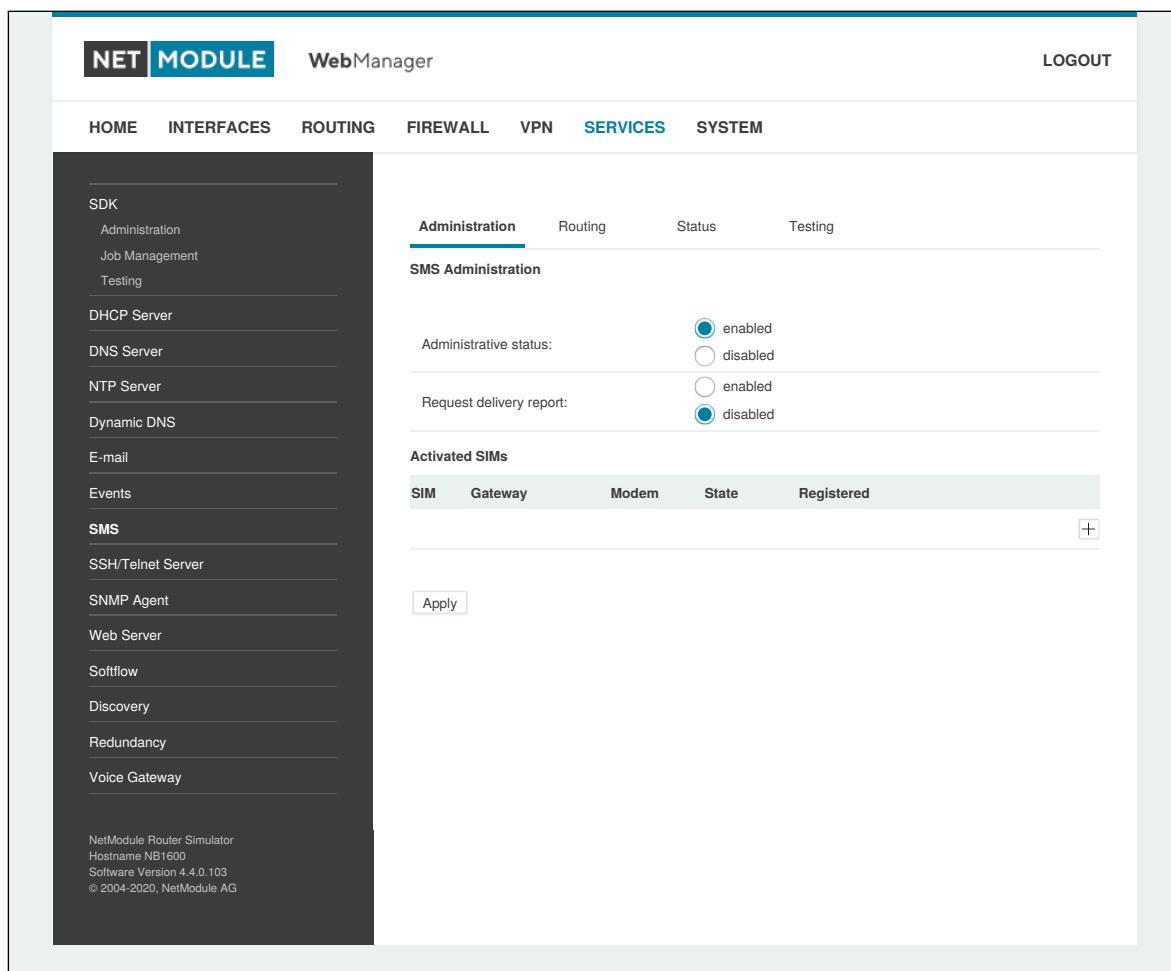 NET MODULE WebManager LOGOUT
HOME INTERFACES ROUTING FIREWALL VPN SERVICES SYSTEM
SDK
Administration
Job Management
Testing
DHCP Server
DNS Server
NTP Server
Dynamic DNS
E-mail
Events
SMS
SSH/Telnet Server
SNMP Agent
Web Server
Softflow
Discovery
Redundancy
Voice Gateway
NetModule Router Simulator
Hostname NB1600
Software Version 4.4.0.103
© 2004-2020, NetModule AG
Administration Routing Status Testing
SMS Administration
Administrative status:
enabled
disabled
Request delivery report:
enabled
disabled
Activated SIMs
SIM Gateway Modem State Registered
Apply